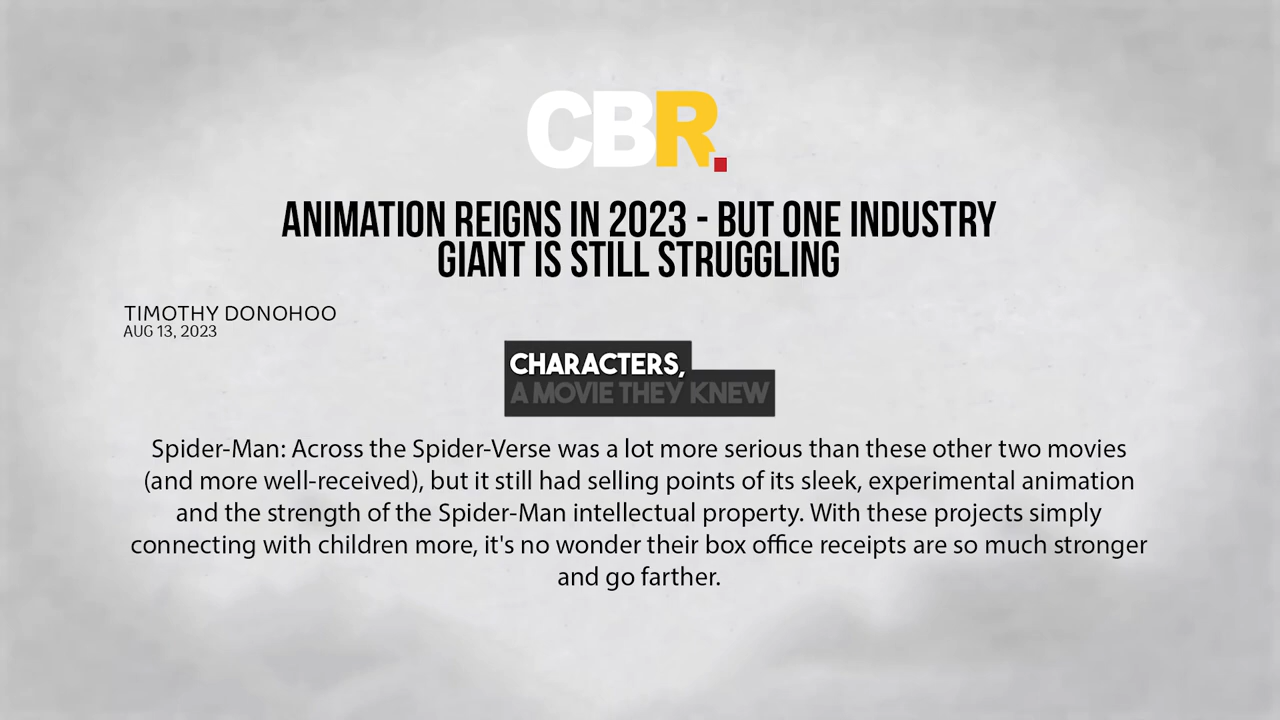 CBR.
ANIMATION REIGNS IN 2023 - BUT ONE INDUSTRY
GIANT IS STILL STRUGGLING
TIMOTHY DONOHOO
AUG 13, 2023
CHARACTERS,
A MOVIE THEY KNEW
Spider-Man: Across the Spider-Verse was a lot more serious than these other two movies
(and more well-received), but it still had selling points of its sleek, experimental animation
and the strength of the Spider-Man intellectual property. With these projects simply
connecting with children more, it's no wonder their box office receipts are so much stronger
and go farther.